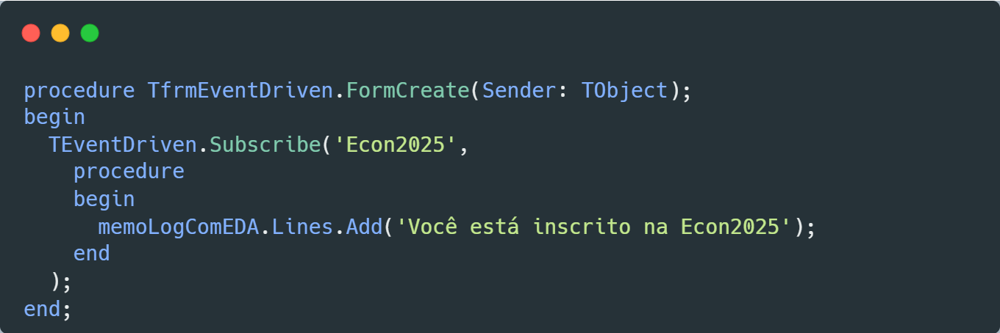 procedure TfrmEventDriven.FormCreate(Sender: TObject);
begin
  TEventDriven.Subscribe('Econ2025',
    procedure
    begin
      memoLogComEDA.Lines.Add('Você está inscrito na Econ2025');
    end
  );
end;